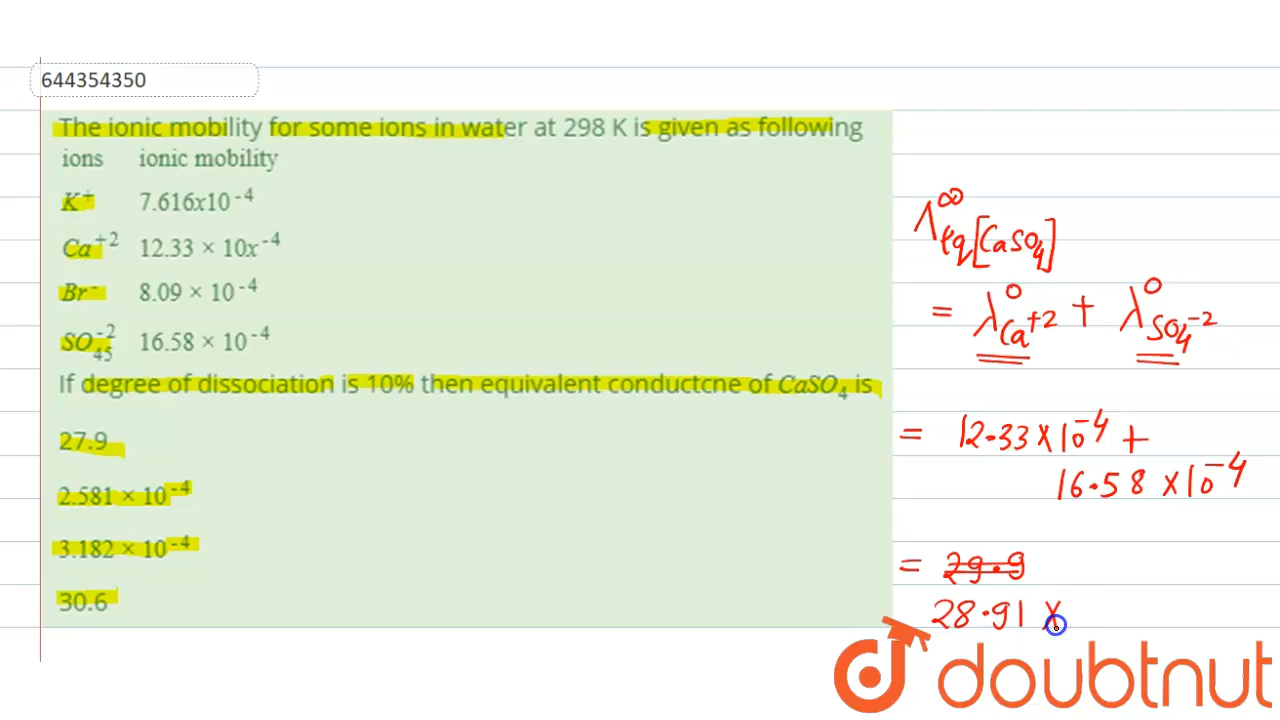 644354350
The ionic mobility for some ions in water at 298 K is given as following
ions ionic mobility
K⁺ 7.616x10⁻⁴
Ca⁺² 12.33 × 10x⁻⁴
Br⁻ 8.09 × 10⁻⁴
SO₄₅⁻² 16.58 × 10⁻⁴
If degree of dissociation is 10% then equivalent conductcne of CaSO₄ is
27.9
2.581 × 10⁻⁴
3.182 × 10⁻⁴
30.6
Λ∞eq[CaSO₄]
= λ⁰Ca⁺² + λ⁰SO₄⁻²
= 12.33×10⁻⁴ +
16.58 ×10⁻⁴
= 29.9
28.91 ×
doubtnut